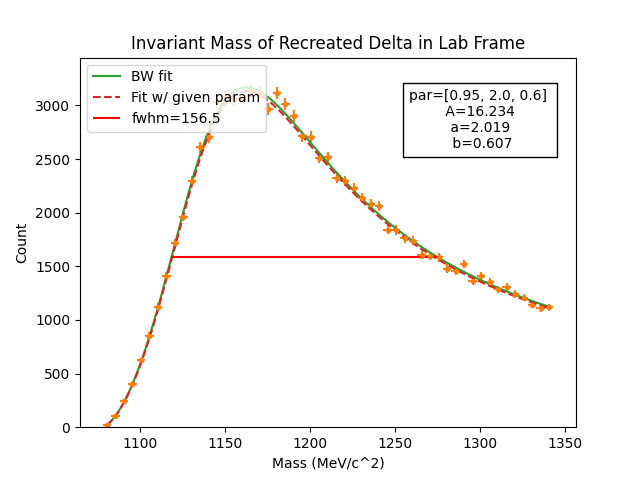 Invariant Mass of Recreated Delta in Lab Frame
BW fit
Fit w/ given param
fwhm=156.5
par=[0.95, 2.0, 0.6]
A=16.234
a=2.019
b=0.607
Count
3000
2500
2000
1500
1000
500
0
1100
1150
1200
1250
1300
1350
Mass (MeV/c^2)